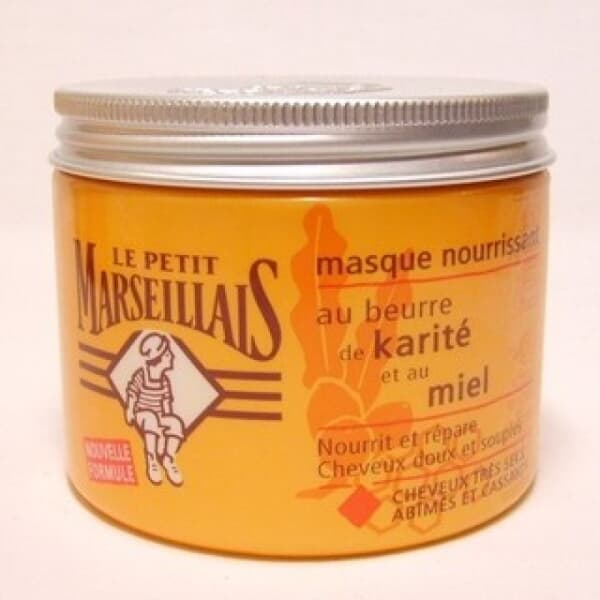 LE PETIT
MARSEILLAIS
NOUVELLE
FORMULE
masque nourrissant
au beurre
de karité
et au
miel
Nourrit et répare
Cheveux doux et souples
CHEVEUX TRÈS SECS,
ABÎMÉS ET CASSANTS